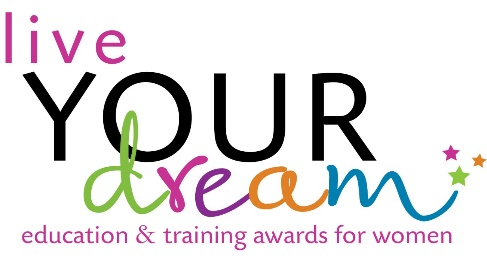 live
YOUR
dream
education & training awards for women